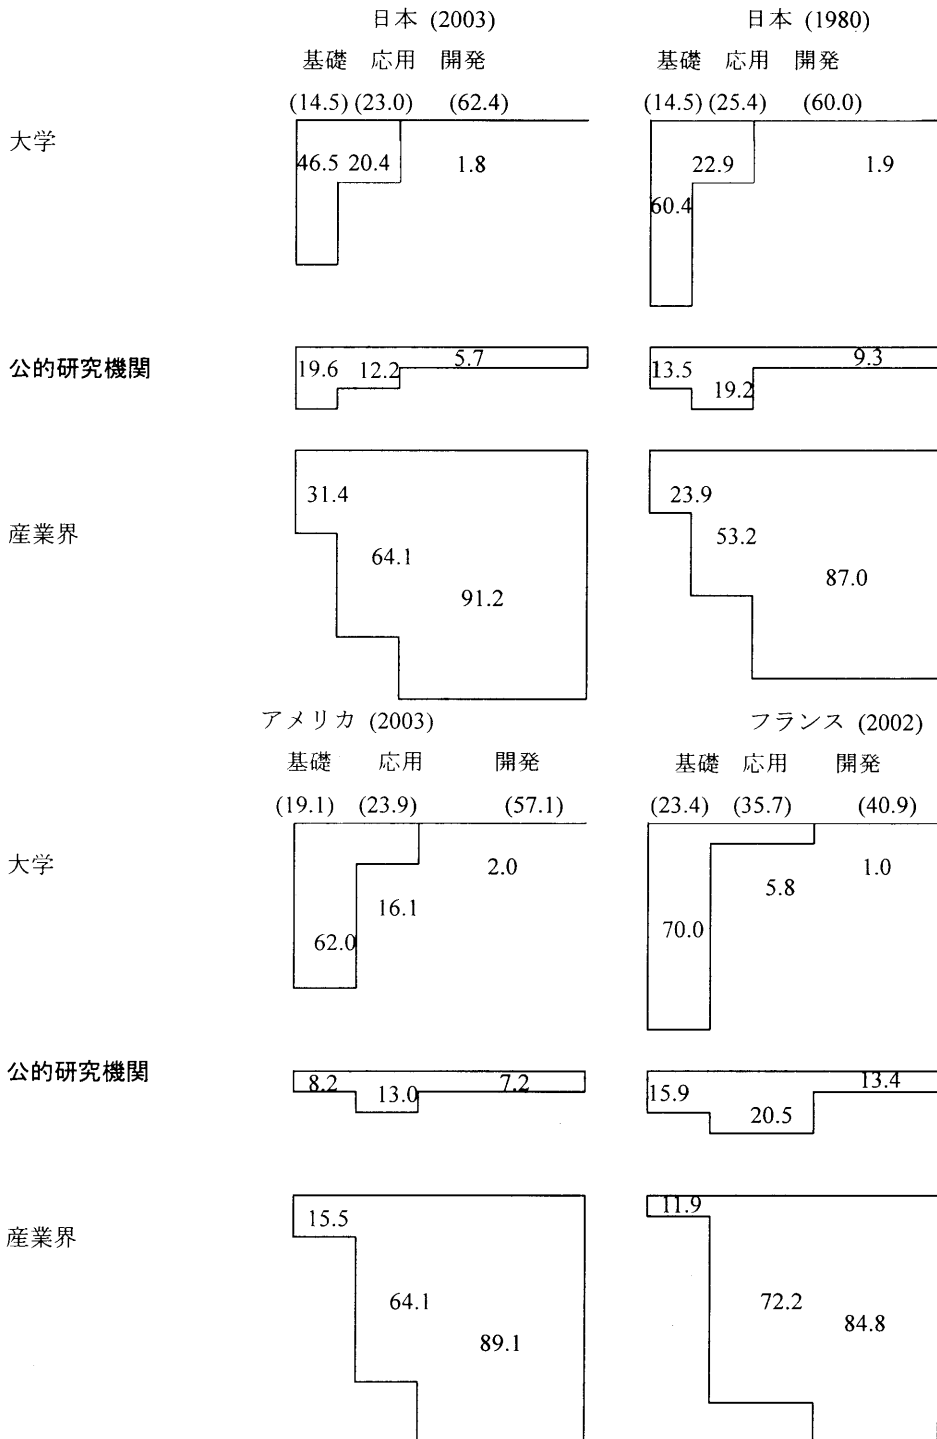 日本 (2003) 日本 (1980)
基礎 応用 開発 基礎 応用 開発
(14.5) (23.0) (62.4) (14.5) (25.4) (60.0)
大学
46.5 20.4 1.8 22.9 1.9
60.4
公的研究機関
5.7 9.3
19.6 12.2 13.5
19.2
31.4 23.9
産業界
53.2
64.1
87.0
91.2
アメリカ (2003) フランス (2002)
基礎 応用 開発 基礎 応用 開発
(19.1) (23.9) (57.1) (23.4) (35.7) (40.9)
大学
2.0 1.0
16.1 5.8
62.0 70.0
公的研究機関
8.2 7.2 13.4
13.0 15.9
20.5
11.9
15.5
産業界
64.1 72.2
84.8
89.1